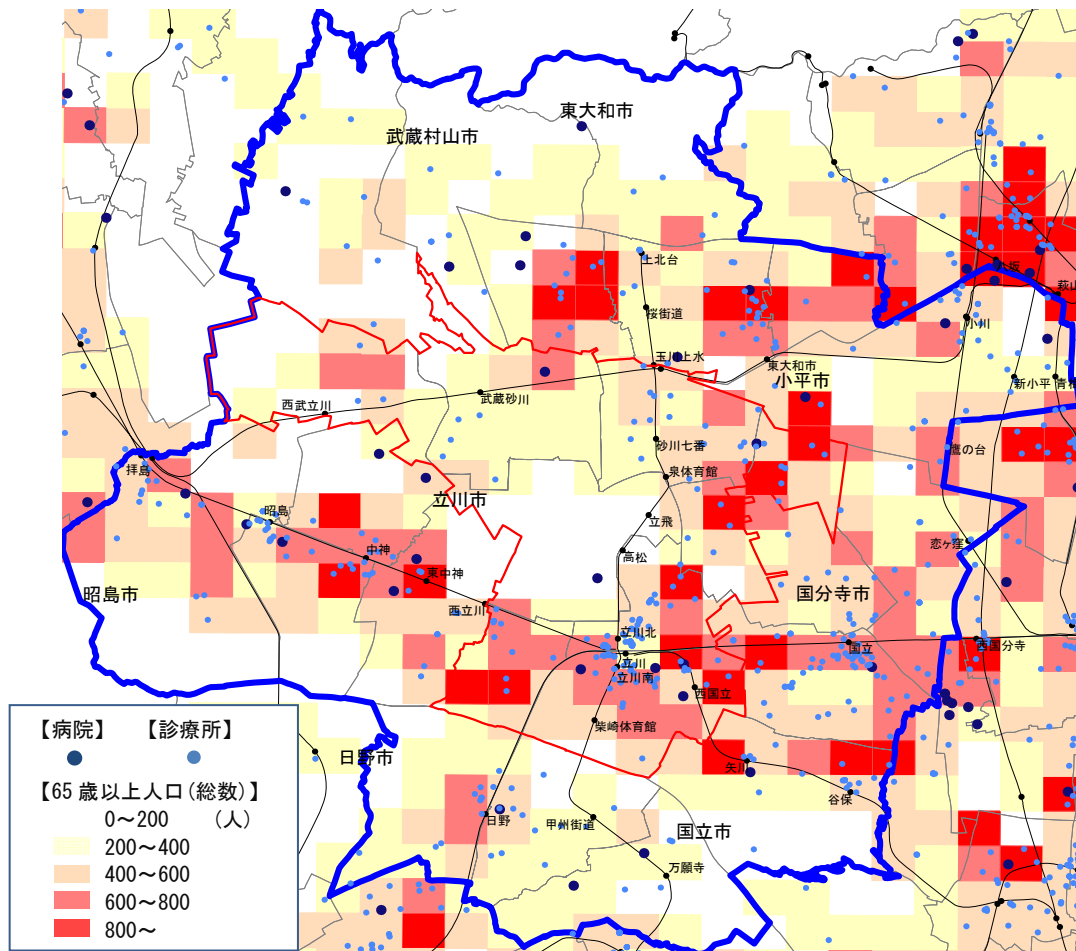 東大和市
武蔵村山市
上北台
八坂
萩山
桜街道
小川
玉川上水
東大和市
小平市
新小平
青梅
西武立川
武蔵砂川
砂川七番
鷹の台
拝島
泉体育館
立川市
昭島
立飛
恋ヶ窪
中神
高松
東中神
昭島市
国分寺市
西立川
立川北
国立
西国分寺
立川
立川南
西国立
柴崎体育館
【病院】 【診療所】
日野市
矢川
【65 歳以上人口(総数)】
谷保
0～200 (人)
日野
甲州街道
国立市
200～400
万願寺
400～600
600～800
800～